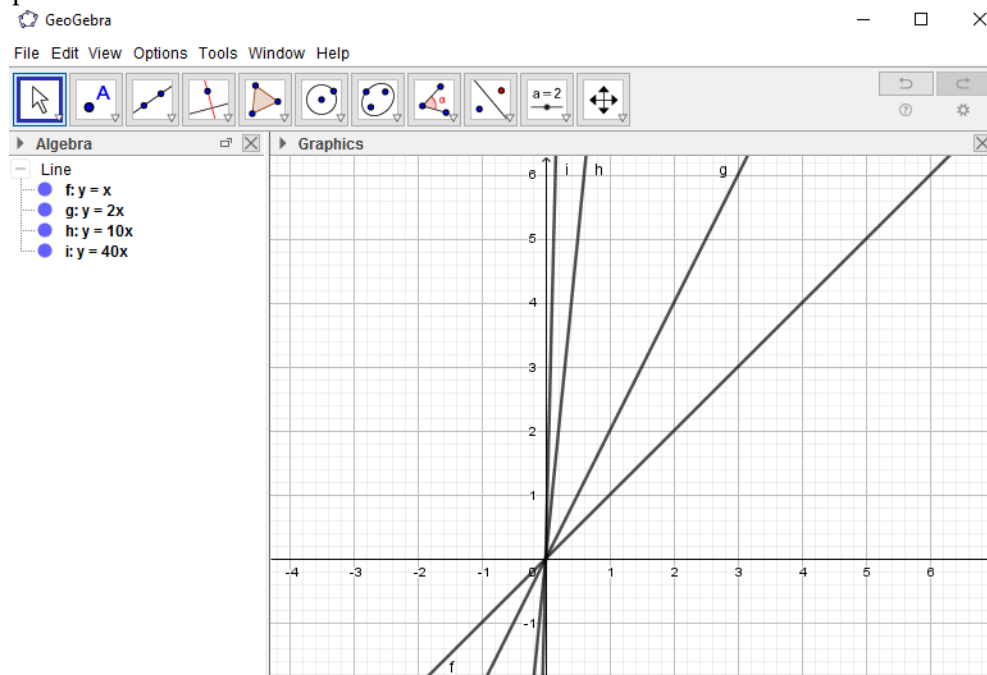 GeoGebra
File Edit View Options Tools Window Help
A
α
a = 2
Algebra
Graphics
Line
f: y = x
g: y = 2x
h: y = 10x
i: y = 40x
i h g
6
5
4
3
2
1
-4 -3 -2 -1 0 1 2 3 4 5 6
-1
f